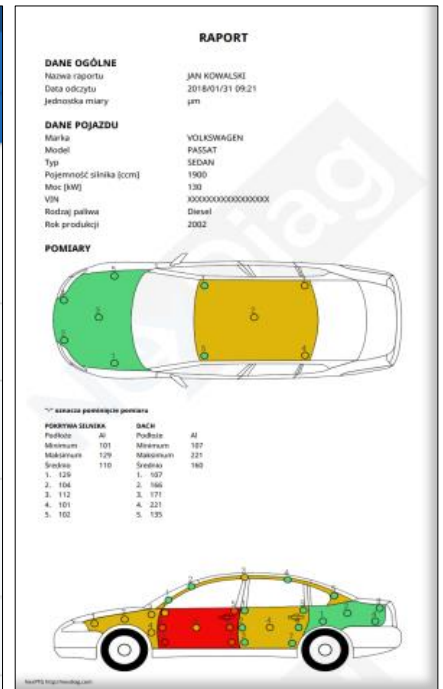 RAPORT
DANE OGÓLNE
Nazwa raportu JAN KOWALSKI
Data odczytu 2018/01/31 09:21
Jednostka miary µm
DANE POJAZDU
Marka VOLKSWAGEN
Model PASSAT
Typ SEDAN
Pojemność silnika [ccm] 1900
Moc [kW] 130
VIN XXXXXXXXXXXXXXXXX
Rodzaj paliwa Diesel
Rok produkcji 2002
POMIARY
"-" oznacza pominięcie pomiaru
POKRYWA SILNIKA DACH
Podłoże Al Podłoże Al
Minimum 101 Minimum 107
Maksimum 129 Maksimum 221
Średnio 110 Średnio 160
1. 129 1. 107
2. 104 2. 166
3. 112 3. 171
4. 101 4. 221
5. 102 5. 135